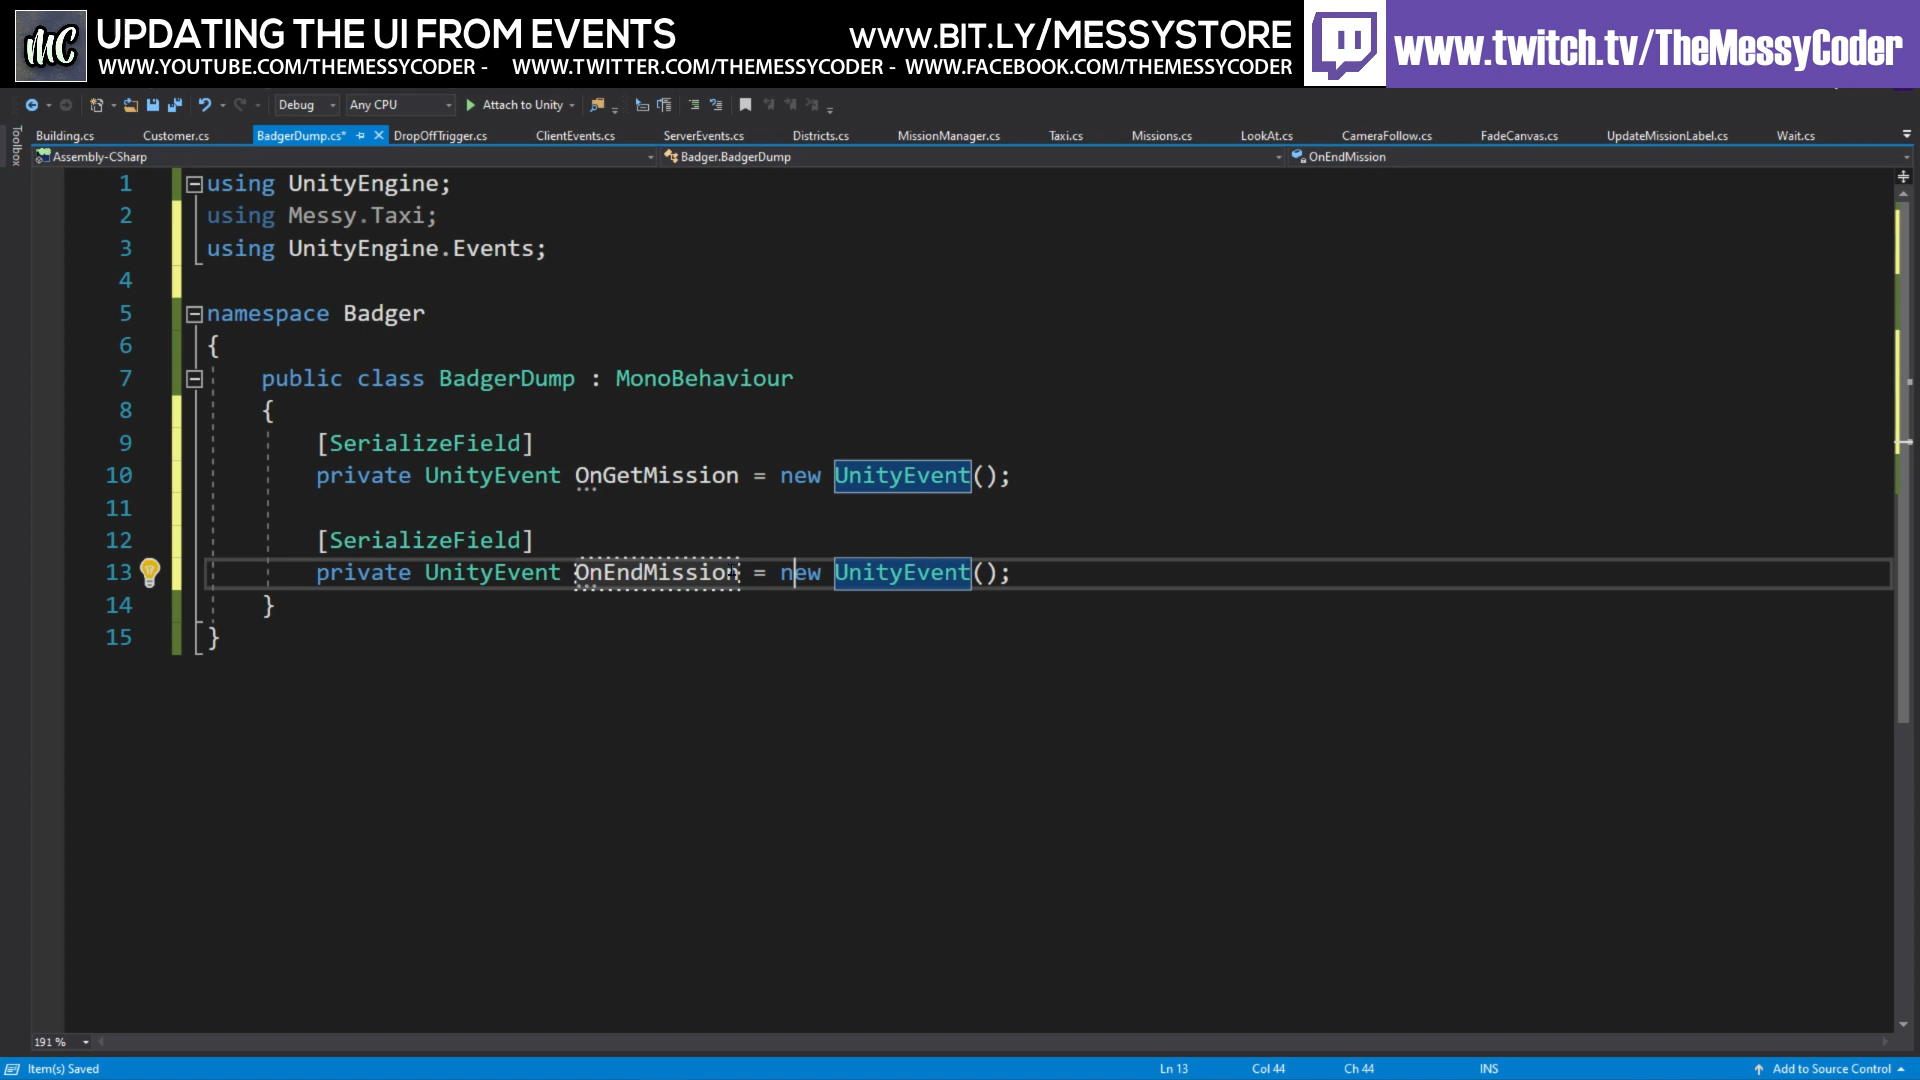 MC UPDATING THE UI FROM EVENTS WWW.BIT.LY/MESSYSTORE www.twitch.tv/TheMessyCoder
WWW.YOUTUBE.COM/THEMESSYCODER - WWW.TWITTER.COM/THEMESSYCODER - WWW.FACEBOOK.COM/THEMESSYCODER
Debug Any CPU Attach to Unity
Toolbox
Building.cs Customer.cs BadgerDump.cs* DropOffTrigger.cs ClientEvents.cs ServerEvents.cs Districts.cs MissionManager.cs Taxi.cs Missions.cs LookAt.cs CameraFollow.cs FadeCanvas.cs UpdateMissionLabel.cs Wait.cs
Assembly-CSharp Badger.BadgerDump OnEndMission
1 using UnityEngine;
2 using Messy.Taxi;
3 using UnityEngine.Events;
4
5 namespace Badger
6 {
7 public class BadgerDump : MonoBehaviour
8 {
9 [SerializeField]
10 private UnityEvent OnGetMission = new UnityEvent();
11
12 [SerializeField]
13 private UnityEvent OnEndMission = new UnityEvent();
14 }
15 }
191 %
Item(s) Saved Ln 13 Col 44 Ch 44 INS Add to Source Control